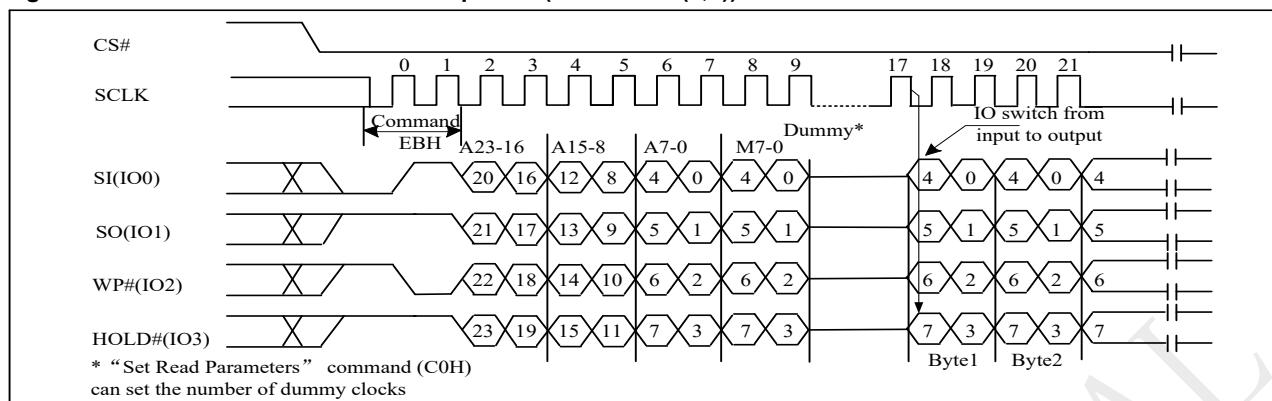 CS#
0 1 2 3 4 5 6 7 8 9 17 18 19 20 21
SCLK
Command
EBH
Dummy*
IO switch from
input to output
A23-16 A15-8 A7-0 M7-0
SI(IO0) 20 16 12 8 4 0 4 0 4 0 4 0 4
SO(IO1) 21 17 13 9 5 1 5 1 5 1 5 1 5
WP#(IO2) 22 18 14 10 6 2 6 2 6 2 6 2 6
HOLD#(IO3) 23 19 15 11 7 3 7 3 7 3 7 3 7
Byte1 Byte2
* “Set Read Parameters” command (C0H)
can set the number of dummy clocks